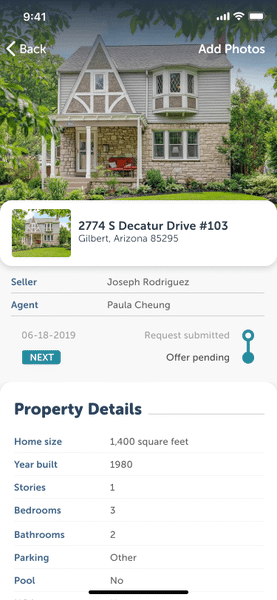 9:41
Back Add Photos
2774 S Decatur Drive #103
Gilbert, Arizona 85295
Seller Joseph Rodriguez
Agent Paula Cheung
06-18-2019 Request submitted
NEXT Offer pending
Property Details
Home size 1,400 square feet
Year built 1980
Stories 1
Bedrooms 3
Bathrooms 2
Parking Other
Pool No